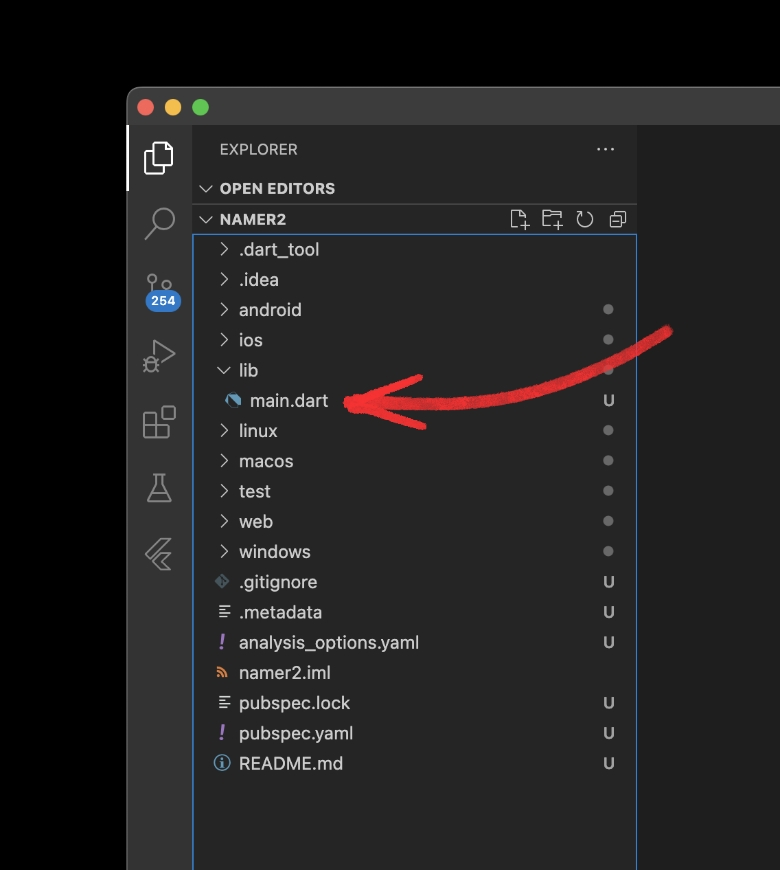 EXPLORER
OPEN EDITORS
NAMER2
.dart_tool
.idea
254
android
ios
lib
main.dart U
linux
macos
test
web
windows
.gitignore U
.metadata U
analysis_options.yaml U
namer2.iml
pubspec.lock U
pubspec.yaml U
README.md U